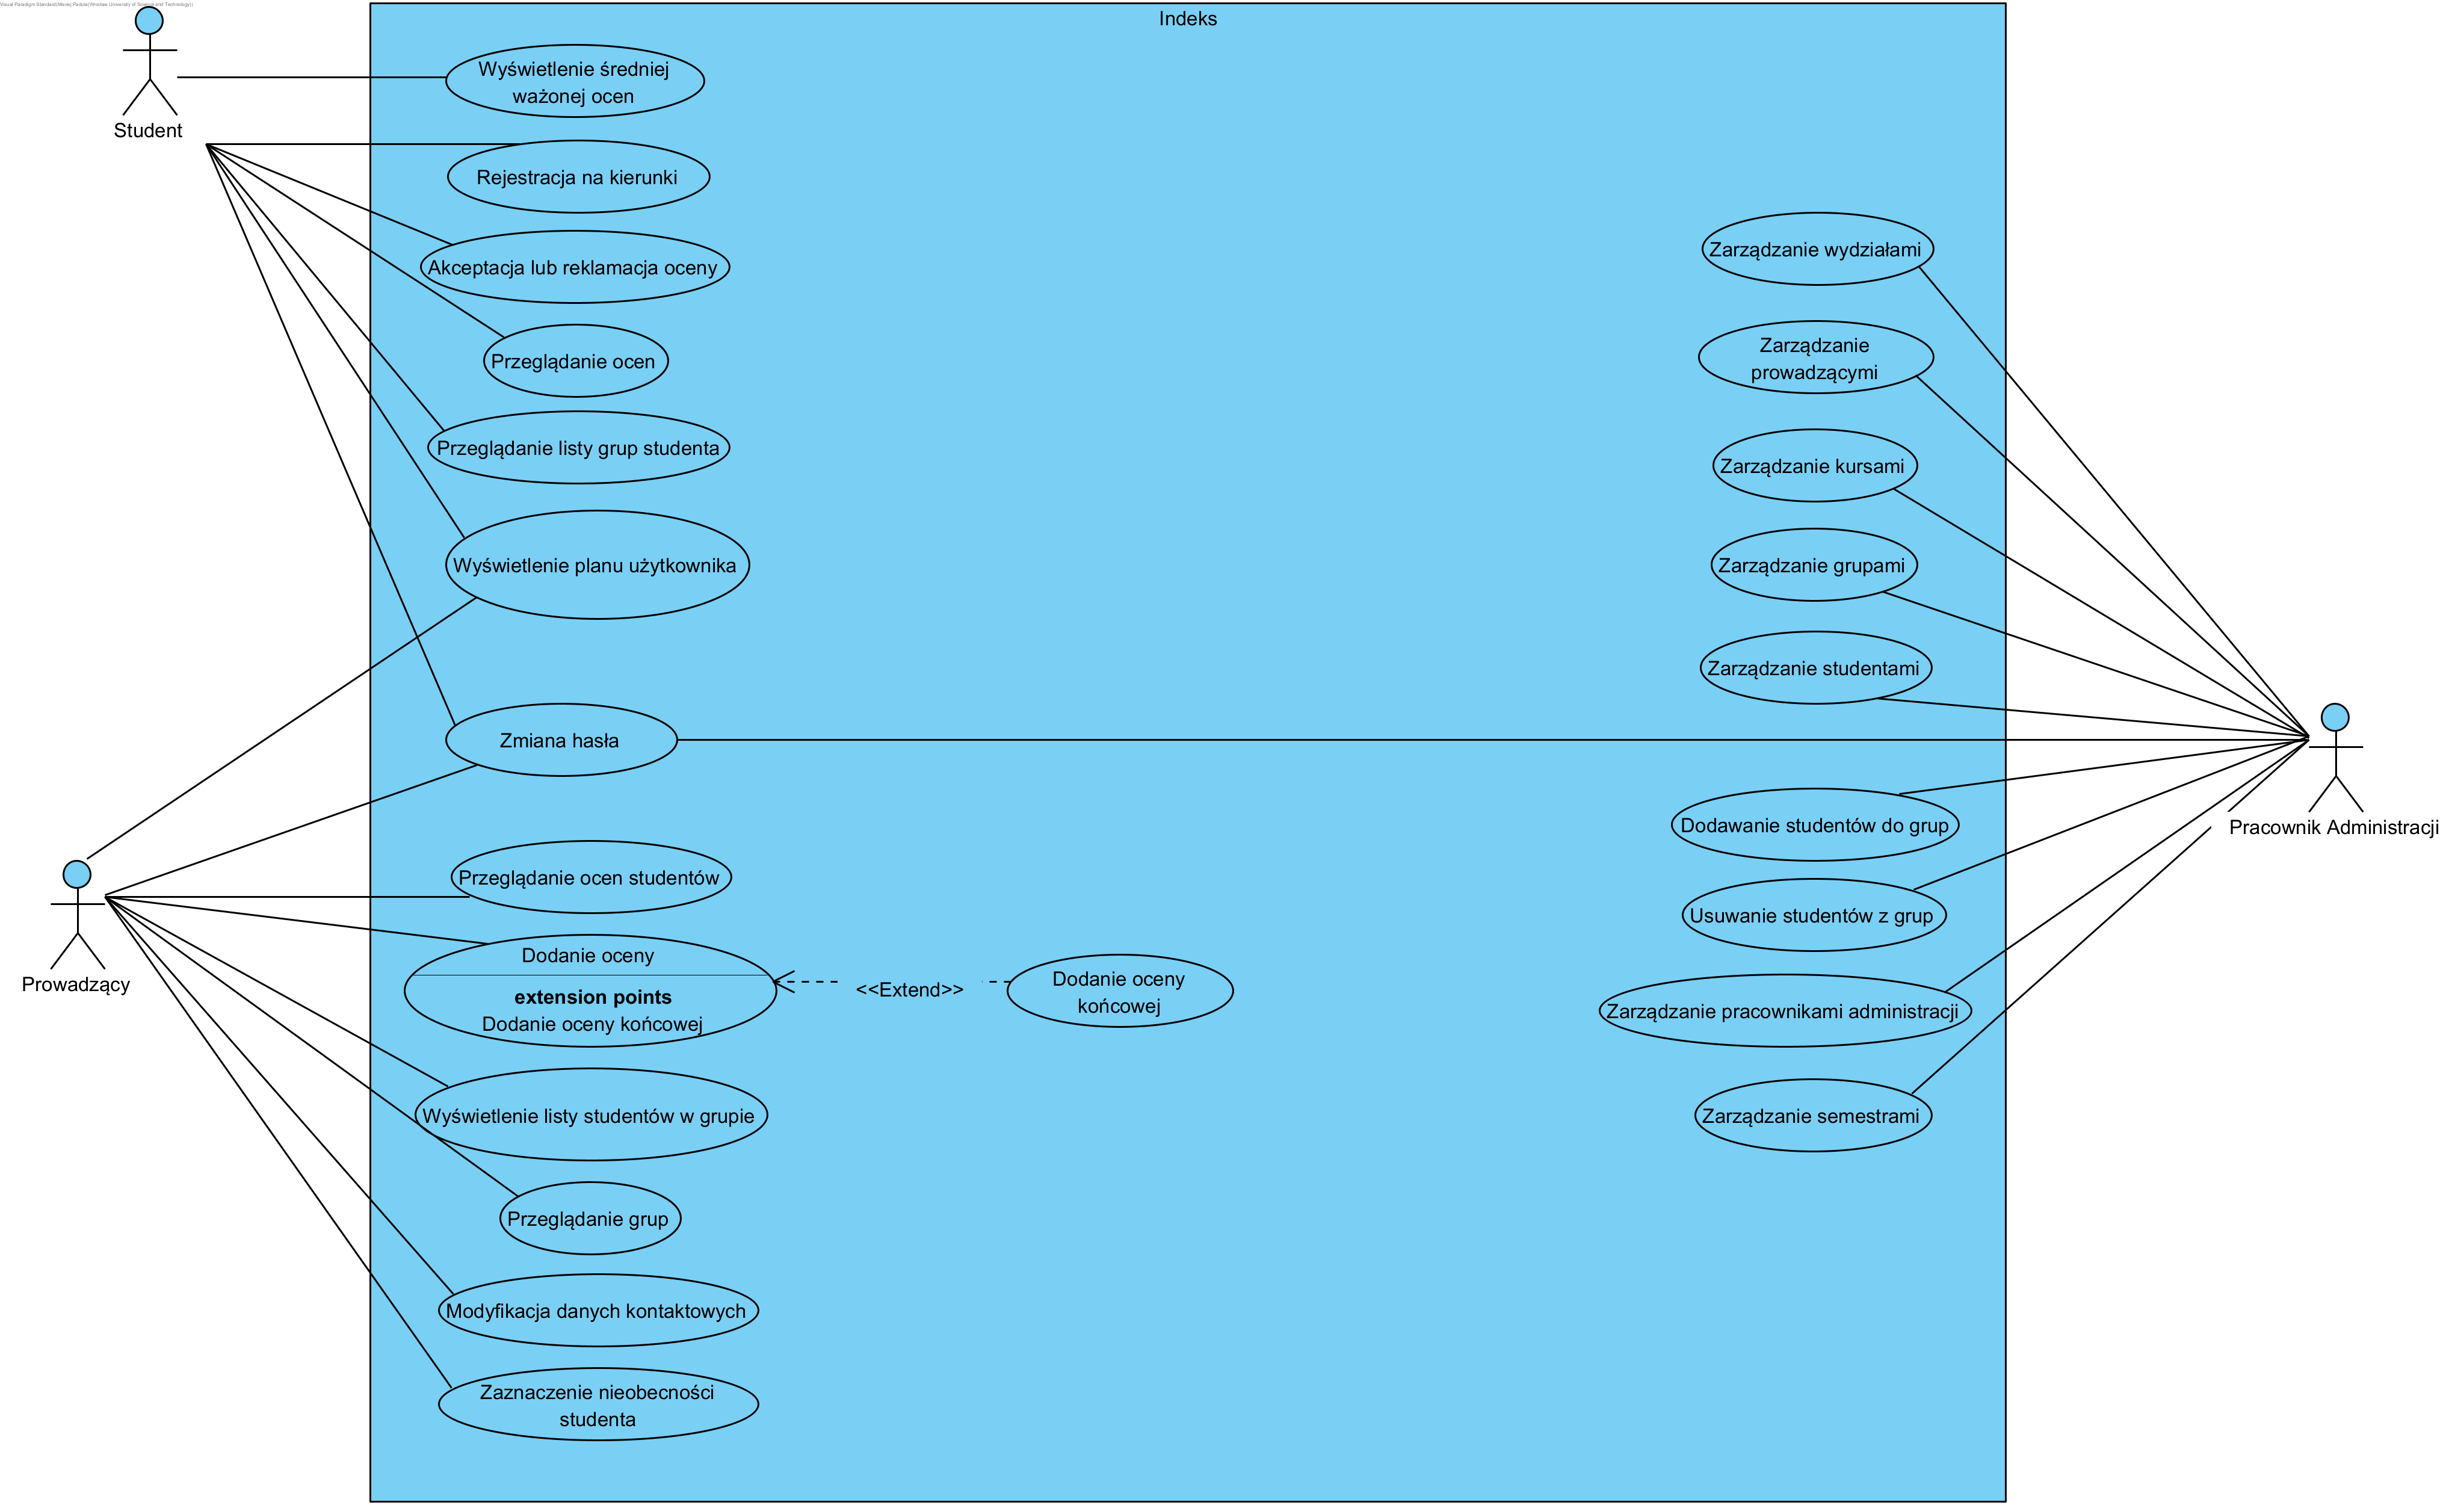 Visual Paradigm Standard(Maciej Padula(Wroclaw University of Science and Technology))
Indeks
Student
Wyświetlenie średniej
ważonej ocen
Rejestracja na kierunki
Akceptacja lub reklamacja oceny
Przeglądanie ocen
Przeglądanie listy grup studenta
Wyświetlenie planu użytkownika
Zmiana hasła
Prowadzący
Przeglądanie ocen studentów
Dodanie oceny
extension points
Dodanie oceny końcowej
<<Extend>>
Dodanie oceny
końcowej
Wyświetlenie listy studentów w grupie
Przeglądanie grup
Modyfikacja danych kontaktowych
Zaznaczenie nieobecności
studenta
Zarządzanie wydziałami
Zarządzanie
prowadzącymi
Zarządzanie kursami
Zarządzanie grupami
Zarządzanie studentami
Dodawanie studentów do grup
Usuwanie studentów z grup
Zarządzanie pracownikami administracji
Zarządzanie semestrami
Pracownik Administracji